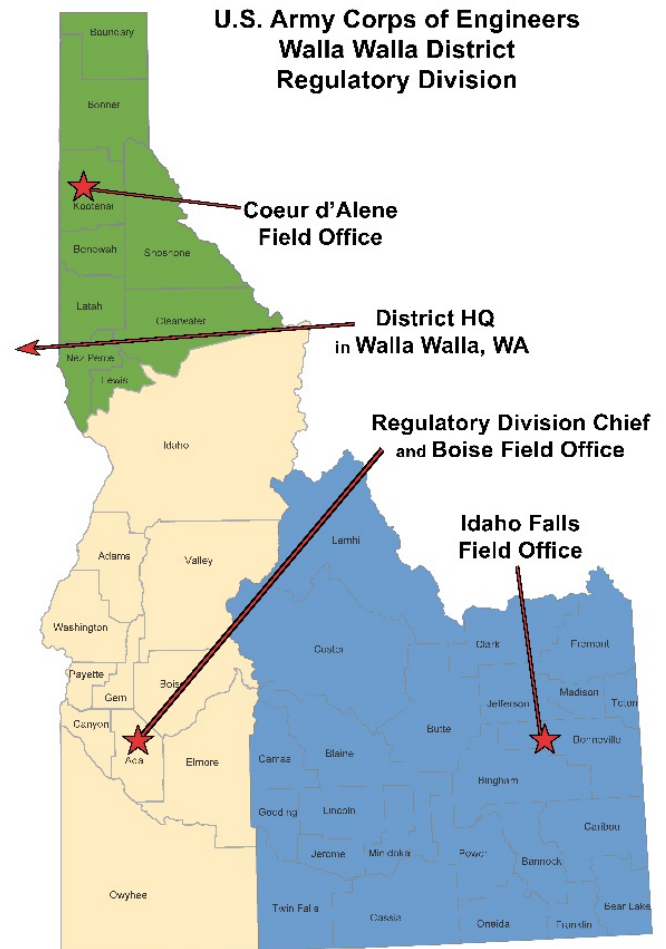 U.S. Army Corps of Engineers
Walla Walla District
Regulatory Division
Boundary
Bonner
Kootenai
Coeur d'Alene
Field Office
Benewah
Shoshone
Latah
Clearwater
District HQ
in Walla Walla, WA
Nez Perce
Lewis
Regulatory Division Chief
and Boise Field Office
Idaho
Idaho Falls
Field Office
Lemhi
Adams
Valley
Washington
Custer
Clark
Fremont
Payette
Gem
Boise
Jefferson
Madison
Teton
Canyon
Ada
Elmore
Camas
Blaine
Butte
Bonneville
Bingham
Gooding
Lincoln
Caribou
Jerome
Minidoka
Power
Bannock
Owyhee
Twin Falls
Cassia
Oneida
Franklin
Bear Lake